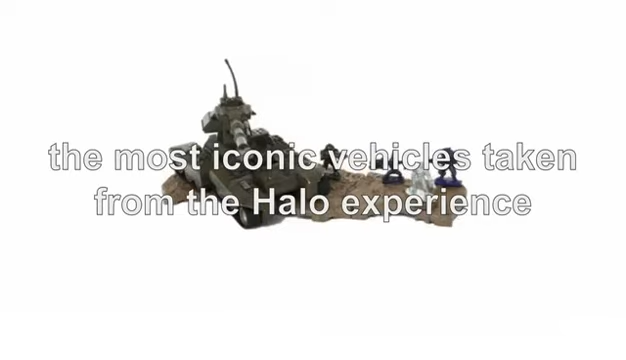 the most iconic vehicles taken
from the Halo experience